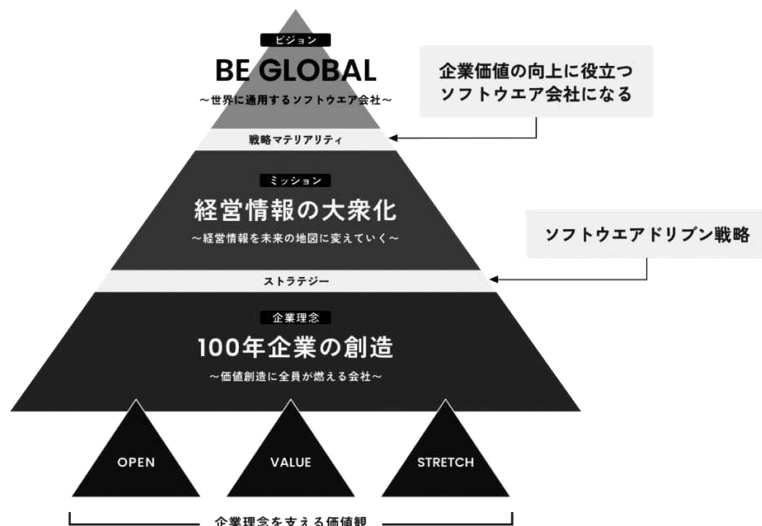 ビジョン
BE GLOBAL
〜世界に通用するソフトウエア会社〜
企業価値の向上に役立つ
ソフトウエア会社になる
戦略マテリアリティ
ミッション
経営情報の大衆化
〜経営情報を未来の地図に変えていく〜
ソフトウエアドリブン戦略
ストラテジー
企業理念
100年企業の創造
〜価値創造に全員が燃える会社〜
OPEN
VALUE
STRETCH
企業理念を支える価値観